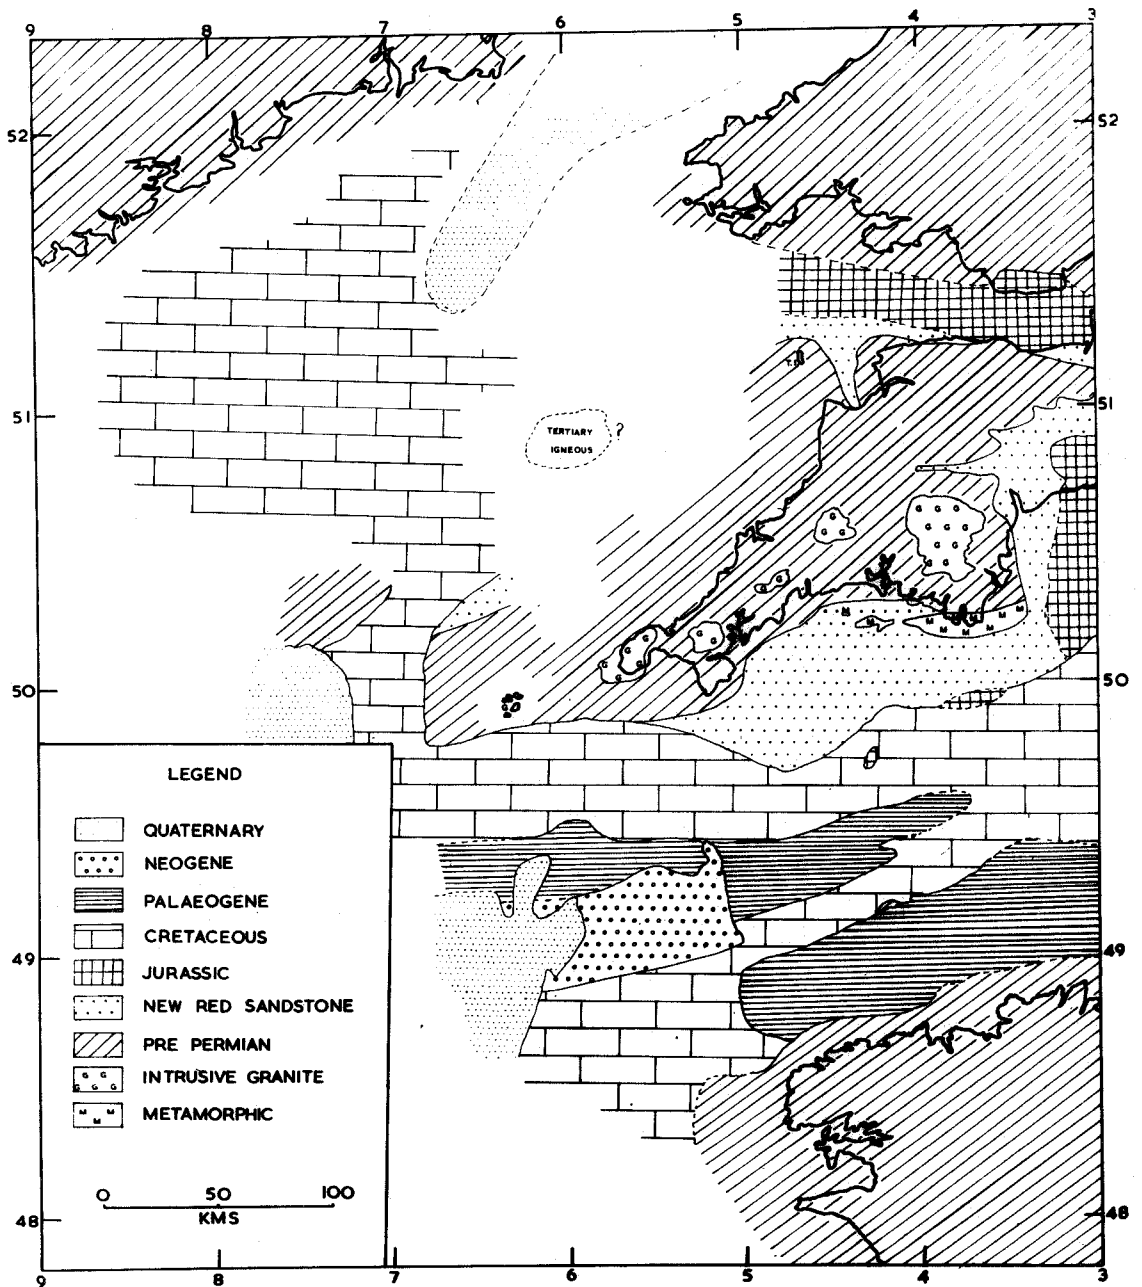 9 8 7 6 5 4 3
52 52
51 51
TERTIARY ?
IGNEOUS
T.
G G G
G G G
G G
G G
G G G
G
G G
G G
G G G
G G
G
M M M
M M M M M
50 50
LEGEND
QUATERNARY
NEOGENE
PALAEOGENE
CRETACEOUS
JURASSIC
NEW RED SANDSTONE
PRE PERMIAN
G G
G G G
INTRUSIVE GRANITE
M M
M
METAMORPHIC
0 50 100
KMS
49 49
48 48
9 8 7 6 5 4 3